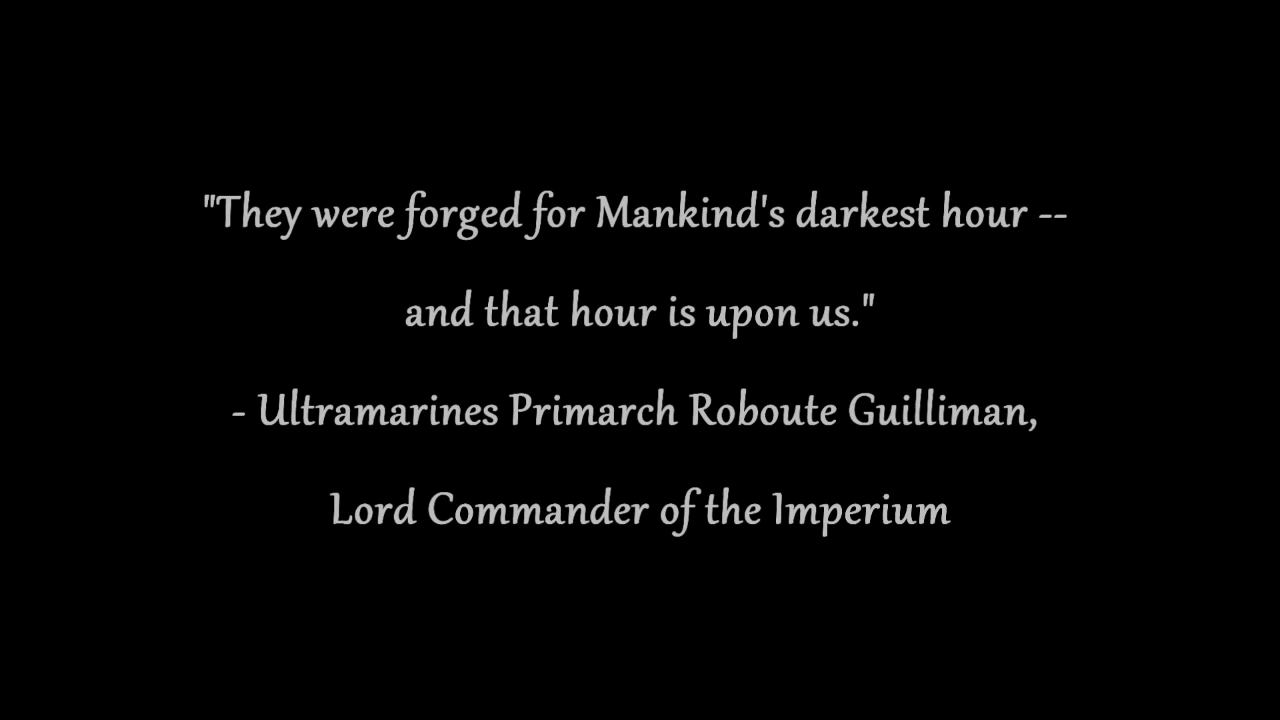 "They were forged for Mankind's darkest hour --
and that hour is upon us."
- Ultramarines Primarch Roboute Guilliman,
Lord Commander of the Imperium